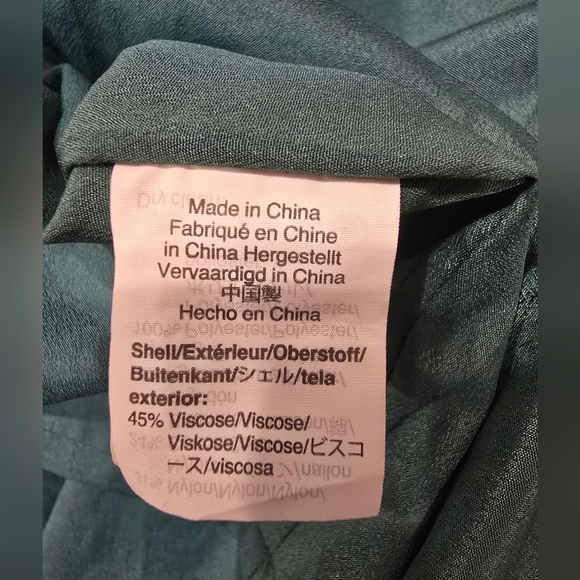 Made in China
Fabriqué en Chine
in China Hergestellt
Vervaardigd in China
中国製
Hecho en China
Shell/Extérieur/Oberstoff/
Buitenkant/シェル/tela
exterior:
45% Viscose/Viscose/
Viskose/Viscose/ビスコ
ース/viscosa